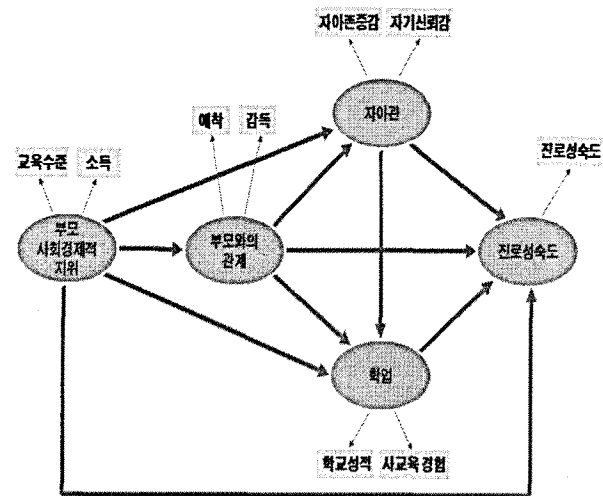 자아존중감 자기신뢰감
애착 감독
자아관
교육수준 소득
진로성숙도
부모
사회경제적
지위
부모와의
관계
진로성숙도
학업
학교성적 사교육 경험